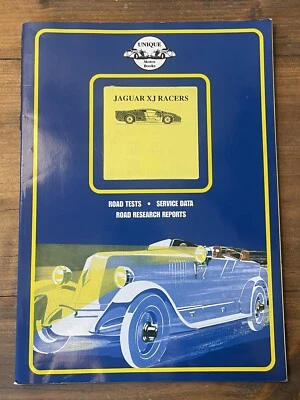 UNIQUE
Motor
Books
JAGUAR XJ RACERS
ROAD TESTS • SERVICE DATA
ROAD RESEARCH REPORTS